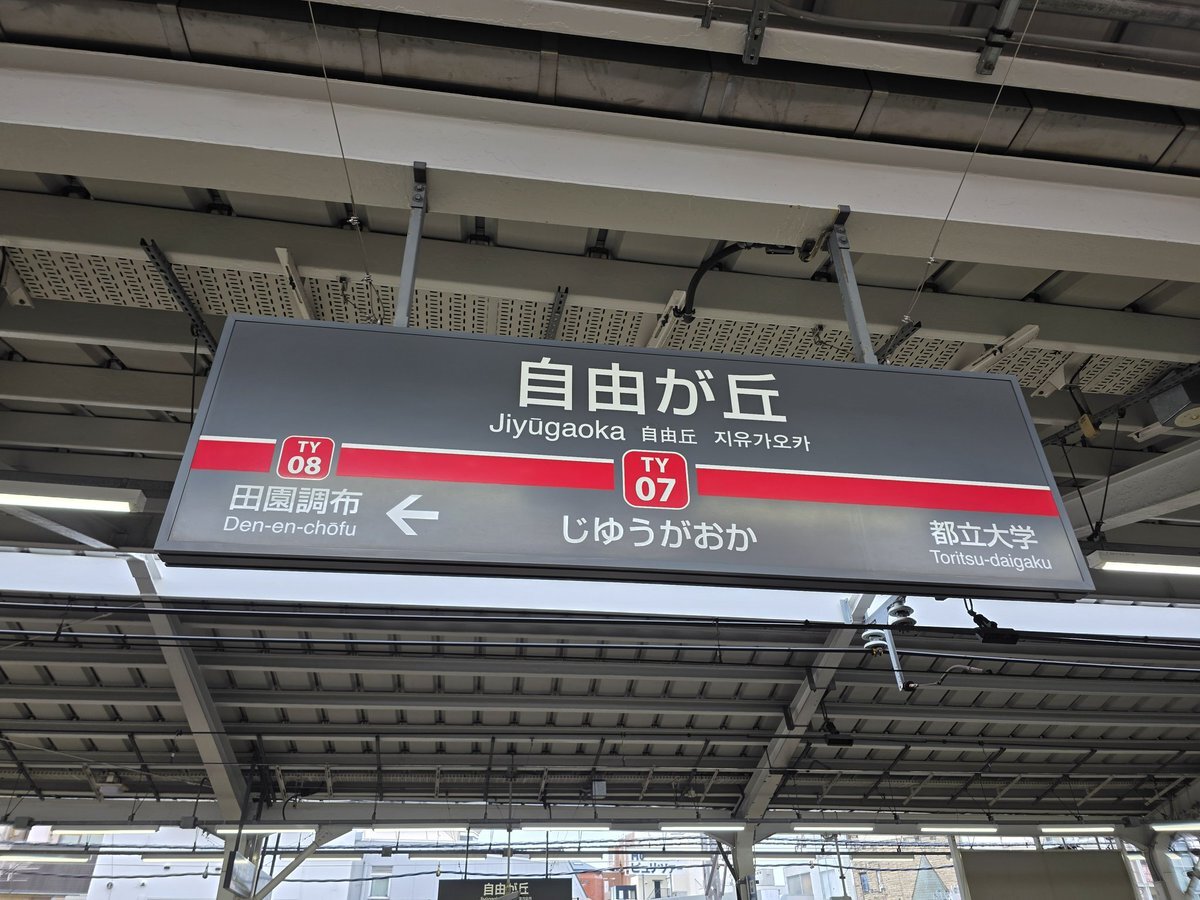 自由が丘
Jiyūgaoka 自由丘 지유가오카
TY 08
TY 07
田園調布
Den-en-chōfu
←
じゆうがおか
都立大学
Toritsu-daigaku
自由が丘